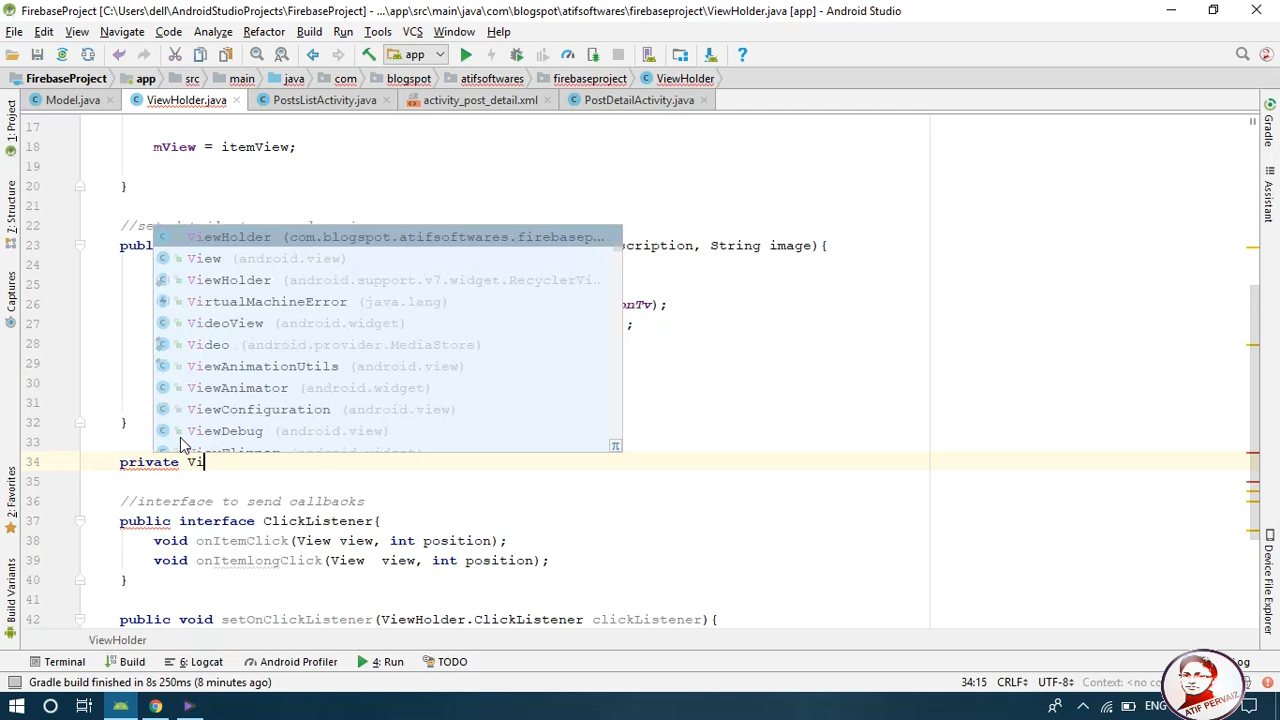 FirebaseProject [C:\Users\dell\AndroidStudioProjects\FirebaseProject] - ...\app\src\main\java\com\blogspot\atifsoftwares\firebaseproject\ViewHolder.java [app] - Android Studio
File Edit View Navigate Code Analyze Refactor Build Run Tools VCS Window Help
app
FirebaseProject app src main java com blogspot atifsoftwares firebaseproject ViewHolder
Model.java ViewHolder.java PostsListActivity.java activity_post_detail.xml PostDetailActivity.java
1: Project
Z: Structure
Captures
2: Favorites
Build Variants
Gradle
Assistant
Device File Explorer
17
18 mView = itemView;
19
20 }
21
22
23 publ scription, String image){
24
25
26 onTv);
27 ;
28
29
30
31
32 }
33
34 private Vi
35
36 //interface to send callbacks
37 public interface ClickListener{
38 void onItemClick(View view, int position);
39 void onItemlongClick(View  view, int position);
40 }
41
42 public void setOnClickListener(ViewHolder.ClickListener clickListener){
ViewHolder (com.blogspot.atifsoftwares.firebasep...
View (android.view)
ViewHolder (android.support.v7.widget.RecyclerVi...
VirtualMachineError (java.lang)
VideoView (android.widget)
Video (android.provider.MediaStore)
ViewAnimationUtils (android.view)
ViewAnimator (android.widget)
ViewConfiguration (android.view)
ViewDebug (android.view)
π
ViewHolder
Terminal Build 6: Logcat Android Profiler 4: Run TODO og
Gradle build finished in 8s 250ms (8 minutes ago) 34:15 CRLF UTF-8 Context: <no co
ENG
ATIF PERVAIZ